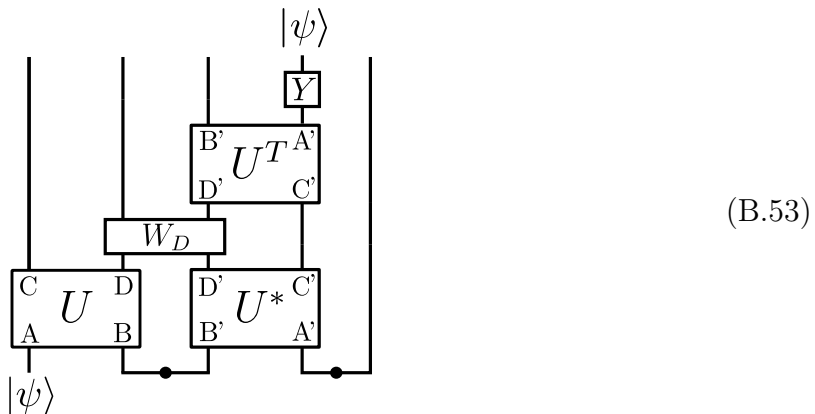 |ψ⟩
Y
B' A'
U^T
D' C'
W_D
C D D' C'
U U*
A B B' A'
|ψ⟩
(B.53)